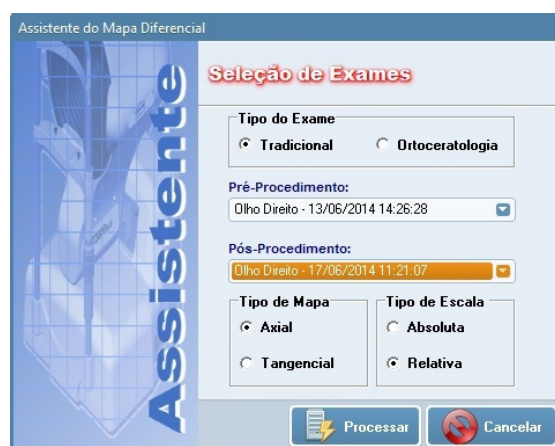 Assistente do Mapa Diferencial
Assistente
Seleção de Exames
Tipo do Exame
Tradicional Ortoceratologia
Pré-Procedimento:
Olho Direito - 13/06/2014 14:26:28
Pós-Procedimento:
Olho Direito - 17/06/2014 11:21:07
Tipo de Mapa Tipo de Escala
Axial Absoluta
Tangencial Relativa
Processar Cancelar